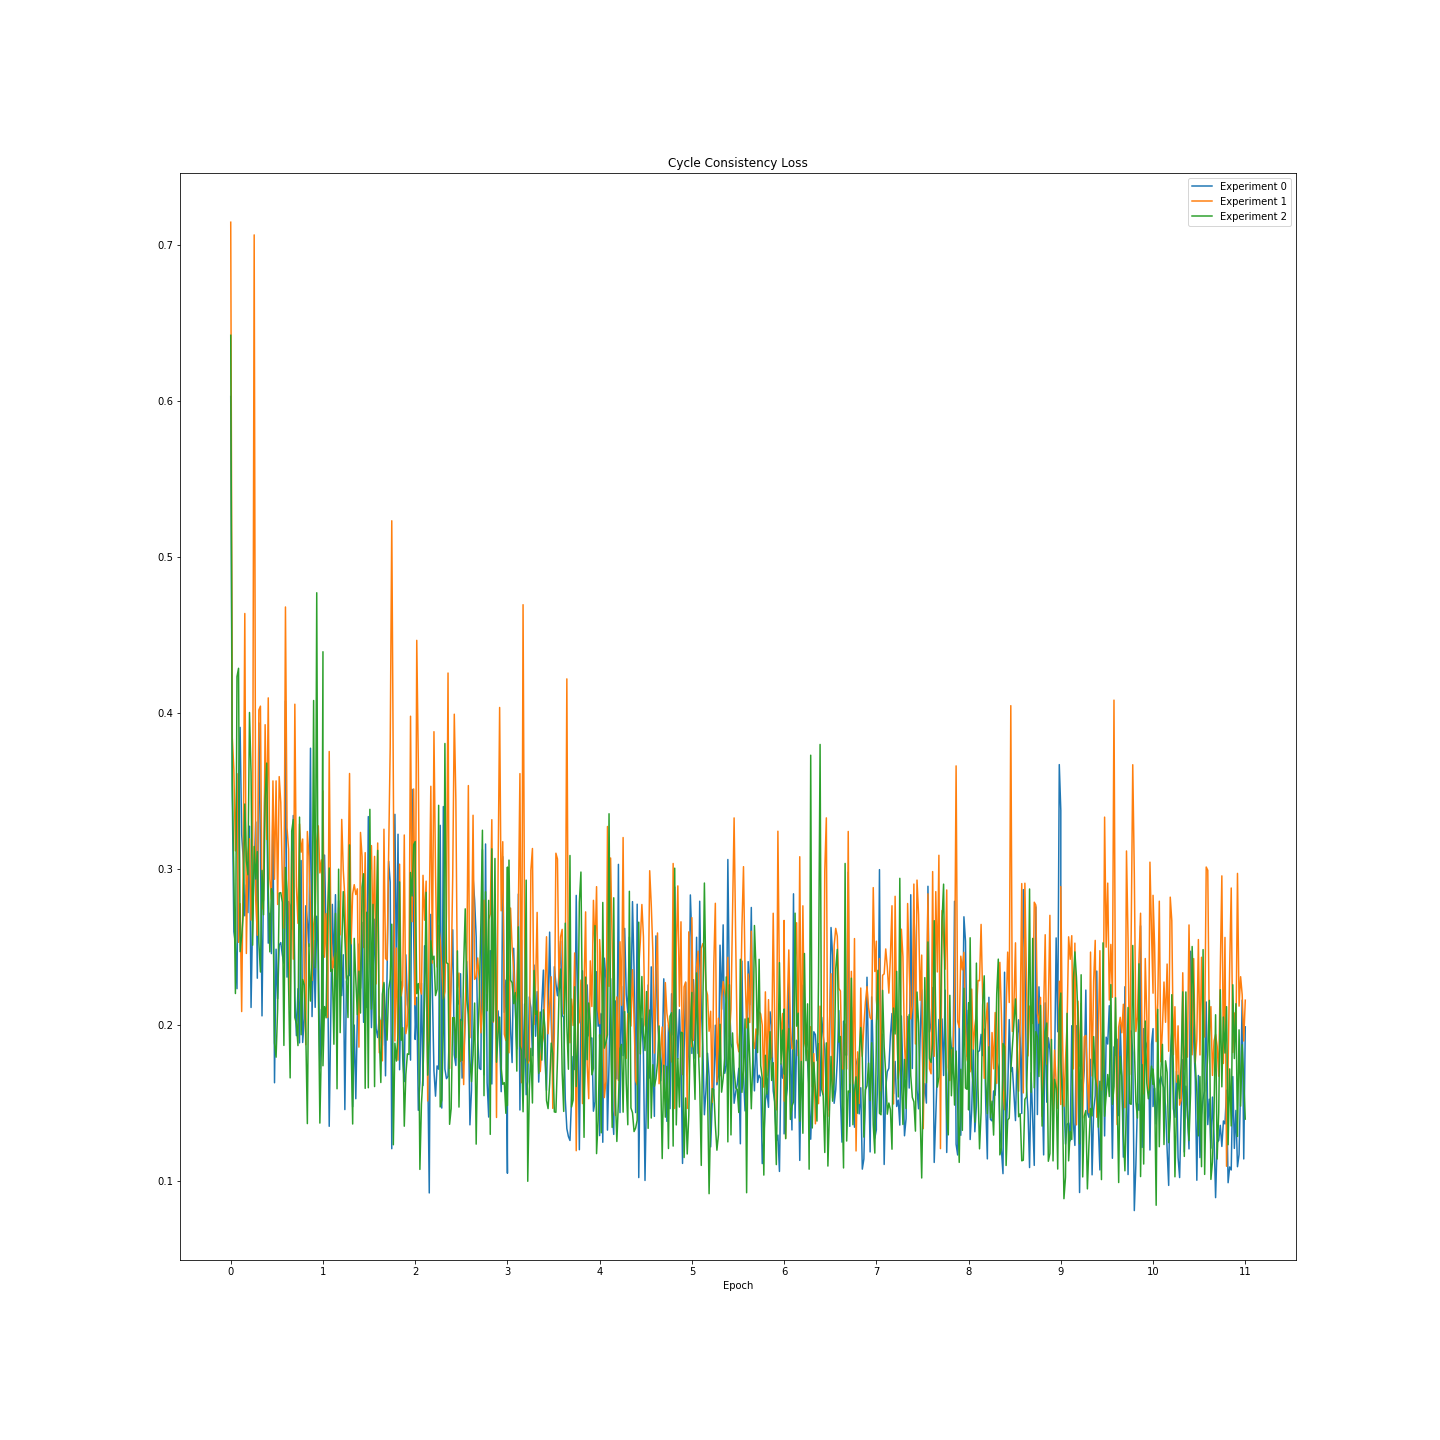 Cycle Consistency Loss
Experiment 0
Experiment 1
Experiment 2
0.7
0.6
0.5
0.4
0.3
0.2
0.1
0 1 2 3 4 5 6 7 8 9 10 11
Epoch